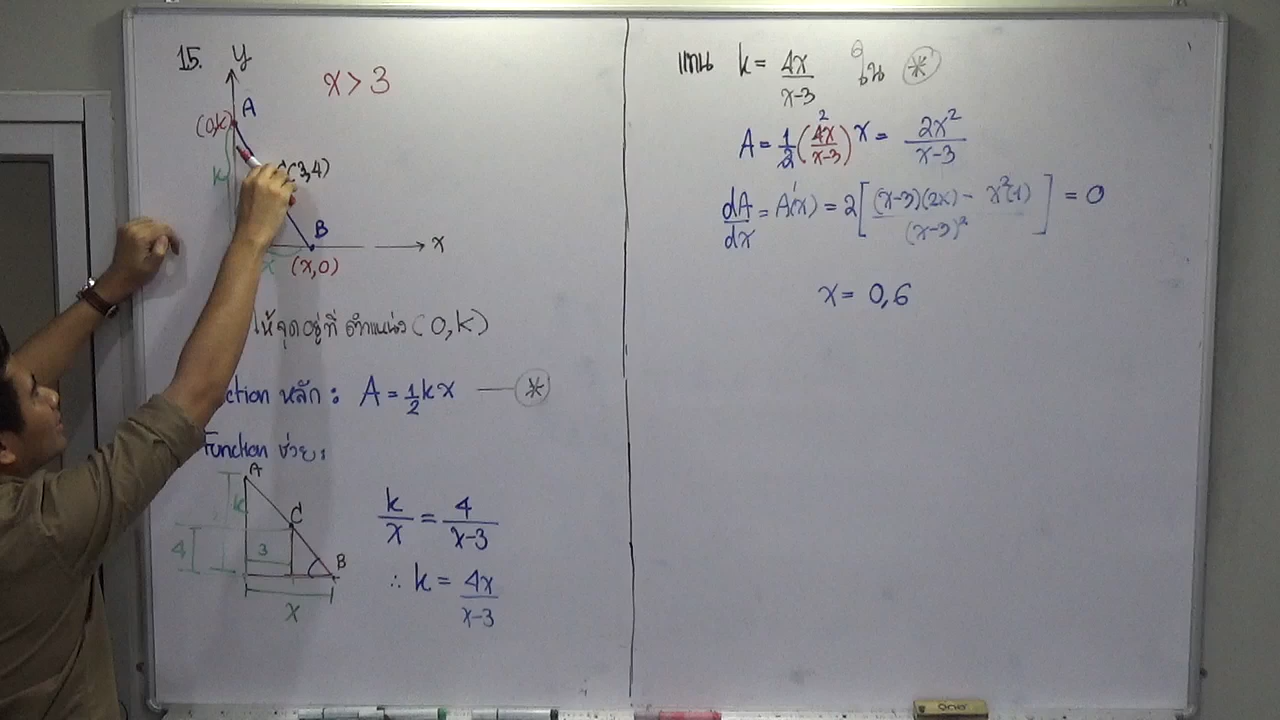 15.
y
x > 3
A
(0,k)
(3,4)
k
B
x
x
(x,0)
ให้จุดอยู่ที่ ตำแหน่ง (0,k)
ction หลัก : A = 1/2 kx — *
Function ช่วย :
A
k
C
4
3
B
x
k/x = 4/(x-3)
∴ k = 4x/(x-3)
แทน k = 4x/(x-3) ใน *
A = 1/2 (4x/(x-3)) x = 2x²/(x-3)
2
dA/dx = A'(x) = 2[((x-3)(2x) - x²(1))/(x-3)²] = 0
x = 0,6